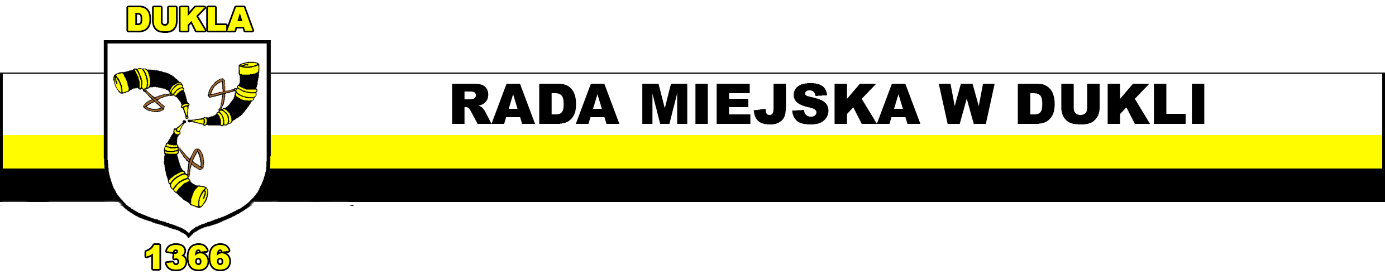 DUKLA
RADA MIEJSKA W DUKLI
1366